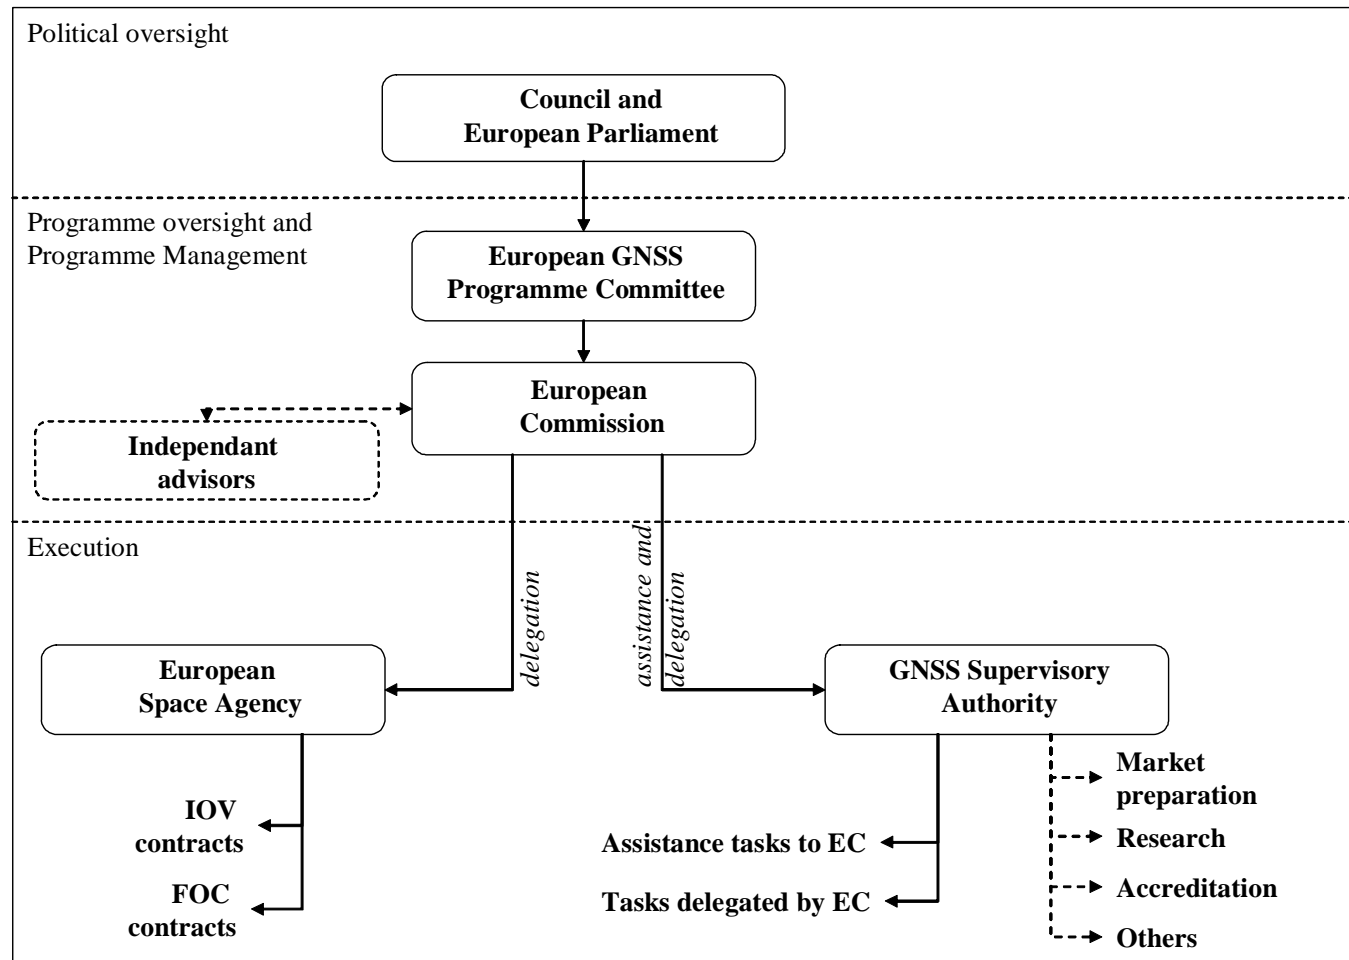 Political oversight
Council and
European Parliament
Programme oversight and
Programme Management
European GNSS
Programme Committee
European
Commission
Independant
advisors
Execution
delegation
assistance and
delegation
European
Space Agency
GNSS Supervisory
Authority
IOV
contracts
FOC
contracts
Assistance tasks to EC
Tasks delegated by EC
Market
preparation
Research
Accreditation
Others